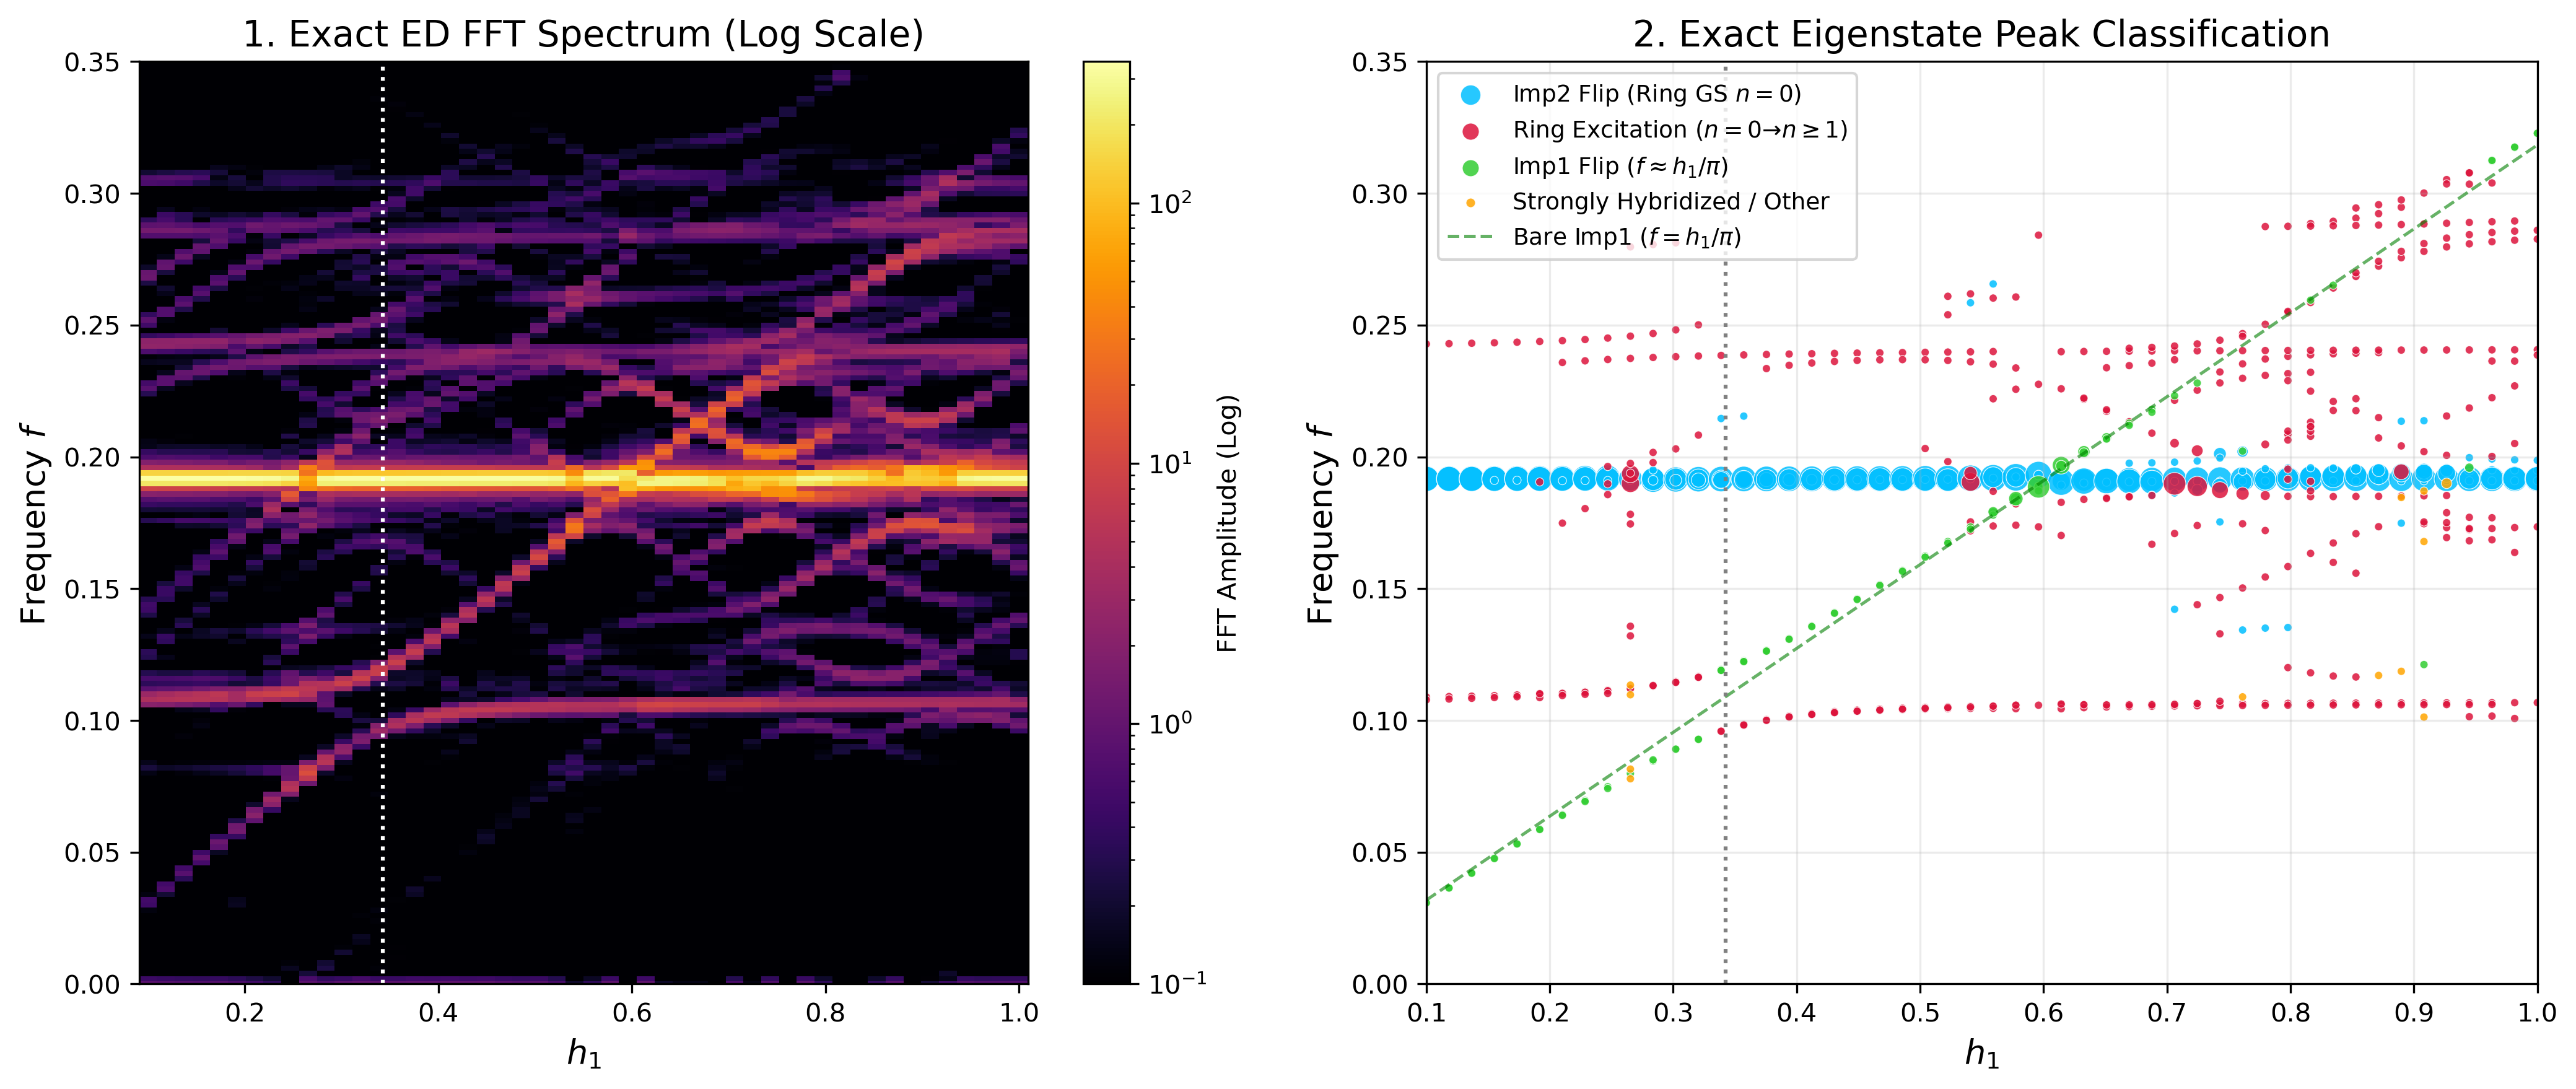 1. Exact ED FFT Spectrum (Log Scale)
0.35
0.30
0.25
0.20
0.15
0.10
0.05
0.00
Frequency f
0.2
0.4
0.6
0.8
1.0
h₁
10²
10¹
10⁰
10⁻¹
FFT Amplitude (Log)
2. Exact Eigenstate Peak Classification
Imp2 Flip (Ring GS n = 0)
Ring Excitation (n = 0→n ≥ 1)
Imp1 Flip (f ≈ h₁/π)
Strongly Hybridized / Other
Bare Imp1 (f = h₁/π)
0.35
0.30
0.25
0.20
0.15
0.10
0.05
0.00
Frequency f
0.1
0.2
0.3
0.4
0.5
0.6
0.7
0.8
0.9
1.0
h₁